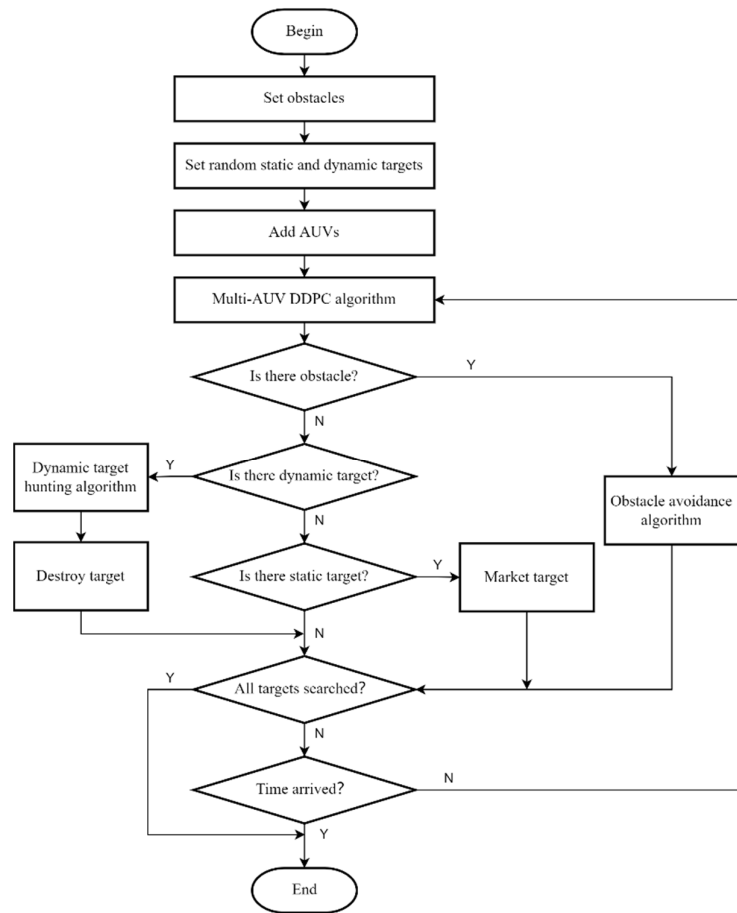 Begin
Set obstacles
Set random static and dynamic targets
Add AUVs
Multi-AUV DDPC algorithm
Is there obstacle?
Y
N
Dynamic target
hunting algorithm
Y
Is there dynamic target?
Obstacle avoidance
algorithm
N
Destroy target
Is there static target?
Y
Market target
N
Y
All targets searched?
N
Time arrived?
N
Y
End